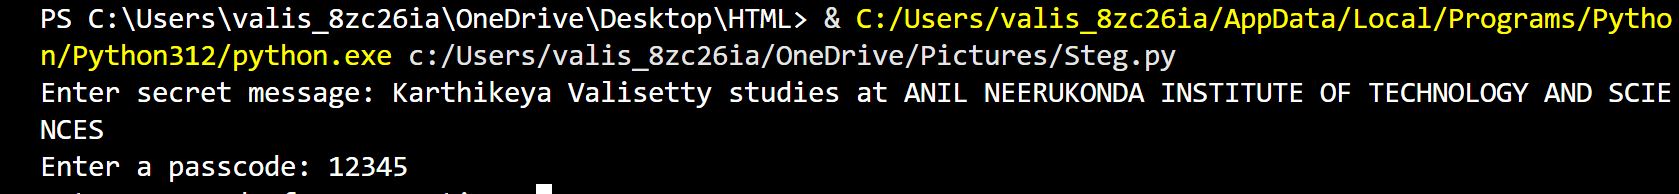 PS C:\Users\valis_8zc26ia\OneDrive\Desktop\HTML> & C:/Users/valis_8zc26ia/AppData/Local/Programs/Pytho
n/Python312/python.exe c:/Users/valis_8zc26ia/OneDrive/Pictures/Steg.py
Enter secret message: Karthikeya Valisetty studies at ANIL NEERUKONDA INSTITUTE OF TECHNOLOGY AND SCIE
NCES
Enter a passcode: 12345